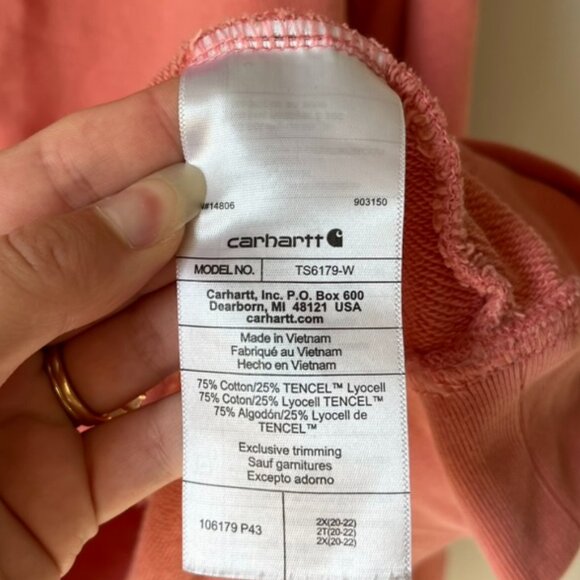 #14806 903150
carhartt
MODEL NO. TS6179-W
Carhartt, Inc. P.O. Box 600
Dearborn, MI 48121 USA
carhartt.com
Made in Vietnam
Fabriqué au Vietnam
Hecho en Vietnam
75% Cotton/25% TENCEL™ Lyocell
75% Coton/25% Lyocell TENCEL™
75% Algodón/25% Lyocell de
TENCEL™
Exclusive trimming
Sauf garnitures
Excepto adorno
106179 P43
2X(20-22)
2T(20-22)
2X(20-22)